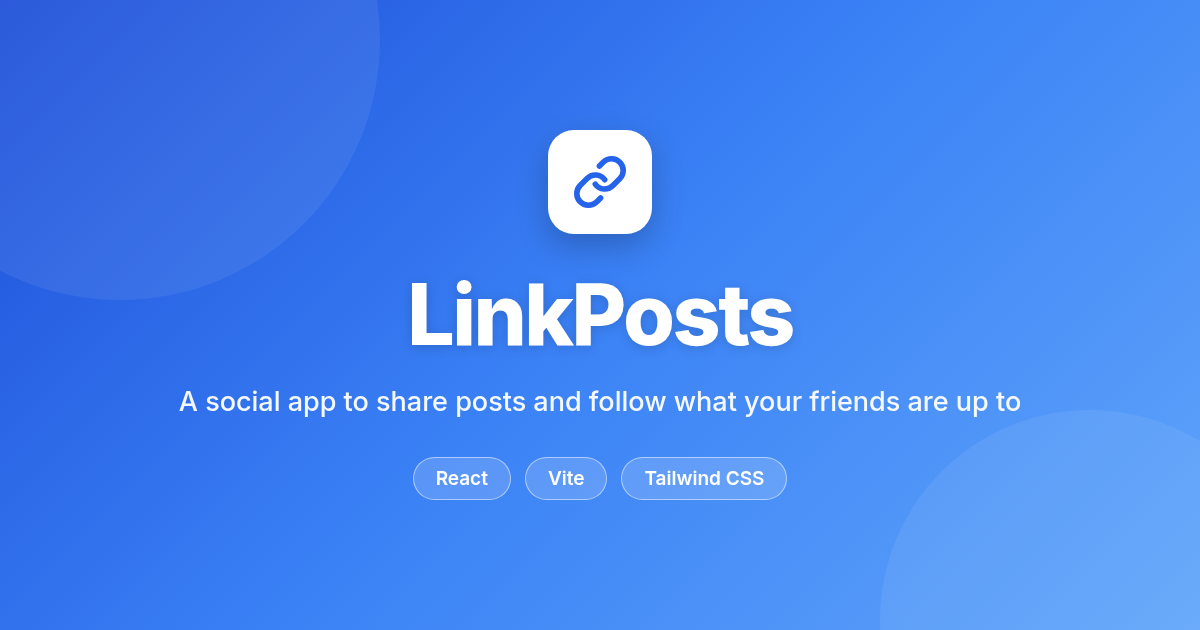 LinkPosts
A social app to share posts and follow what your friends are up to
React Vite Tailwind CSS